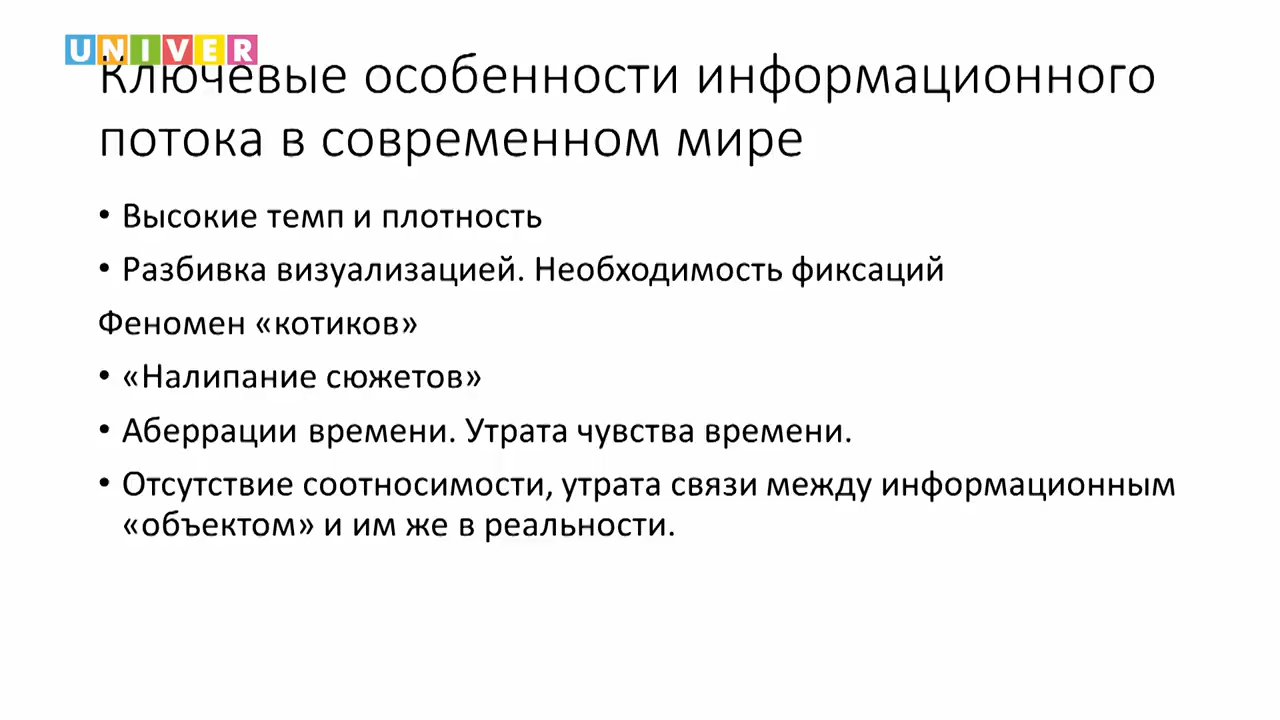 UNIVER
Ключевые особенности информационного
потока в современном мире
• Высокие темп и плотность
• Разбивка визуализацией. Необходимость фиксаций
Феномен «котиков»
• «Налипание сюжетов»
• Аберрации времени. Утрата чувства времени.
• Отсутствие соотносимости, утрата связи между информационным
«объектом» и им же в реальности.